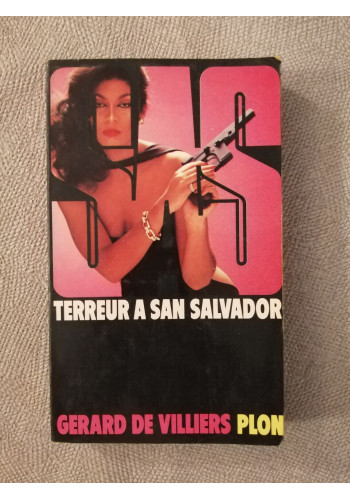 SAS
TERREUR A SAN SALVADOR
GERARD DE VILLIERS PLON